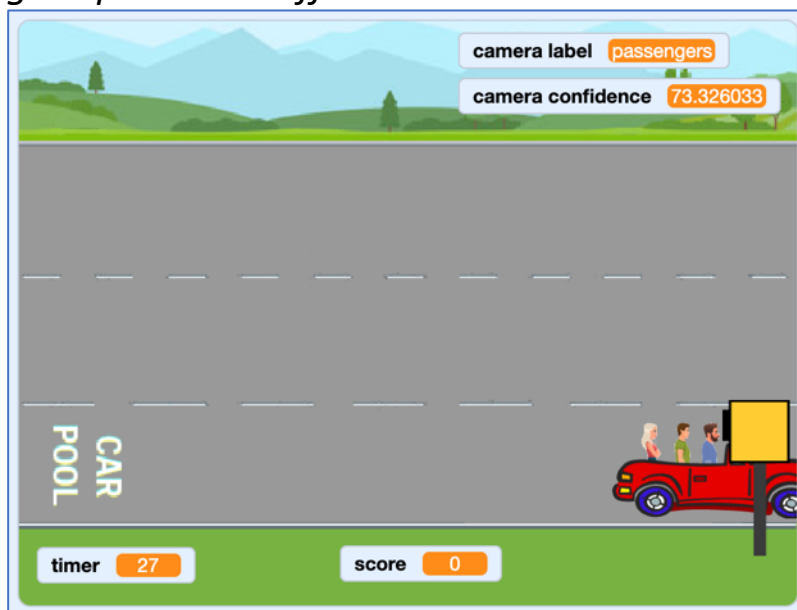 camera label passengers
camera confidence 73.326033
CAR
POOL
timer 27
score 0